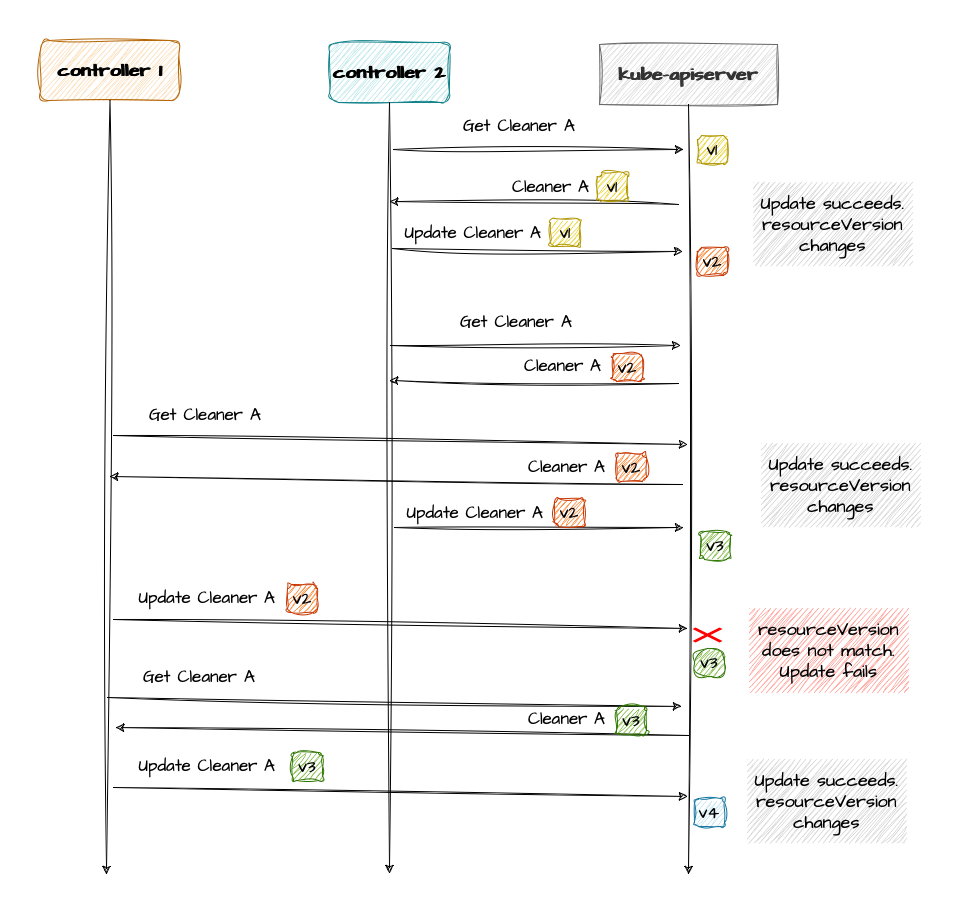 controller 1
controller 2
kube-apiserver
Get Cleaner A
v1
Cleaner A v1
Update succeeds.
resourceVersion
changes
Update Cleaner A v1
v2
Get Cleaner A
Cleaner A v2
Get Cleaner A
Cleaner A v2
Update succeeds.
resourceVersion
changes
Update Cleaner A v2
v3
Update Cleaner A v2
resourceVersion
does not match.
Update fails
v3
Get Cleaner A
Cleaner A v3
Update Cleaner A v3
Update succeeds.
resourceVersion
changes
v4